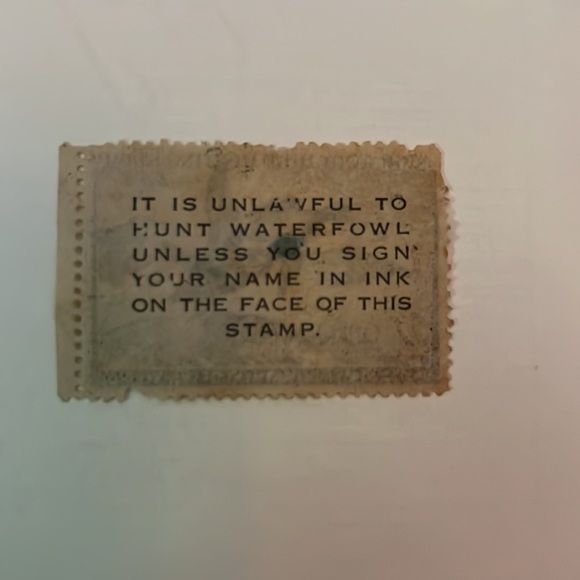 IT IS UNLAWFUL TO
HUNT WATERFOWL
UNLESS YOU SIGN
YOUR NAME IN INK
ON THE FACE OF THIS
STAMP.